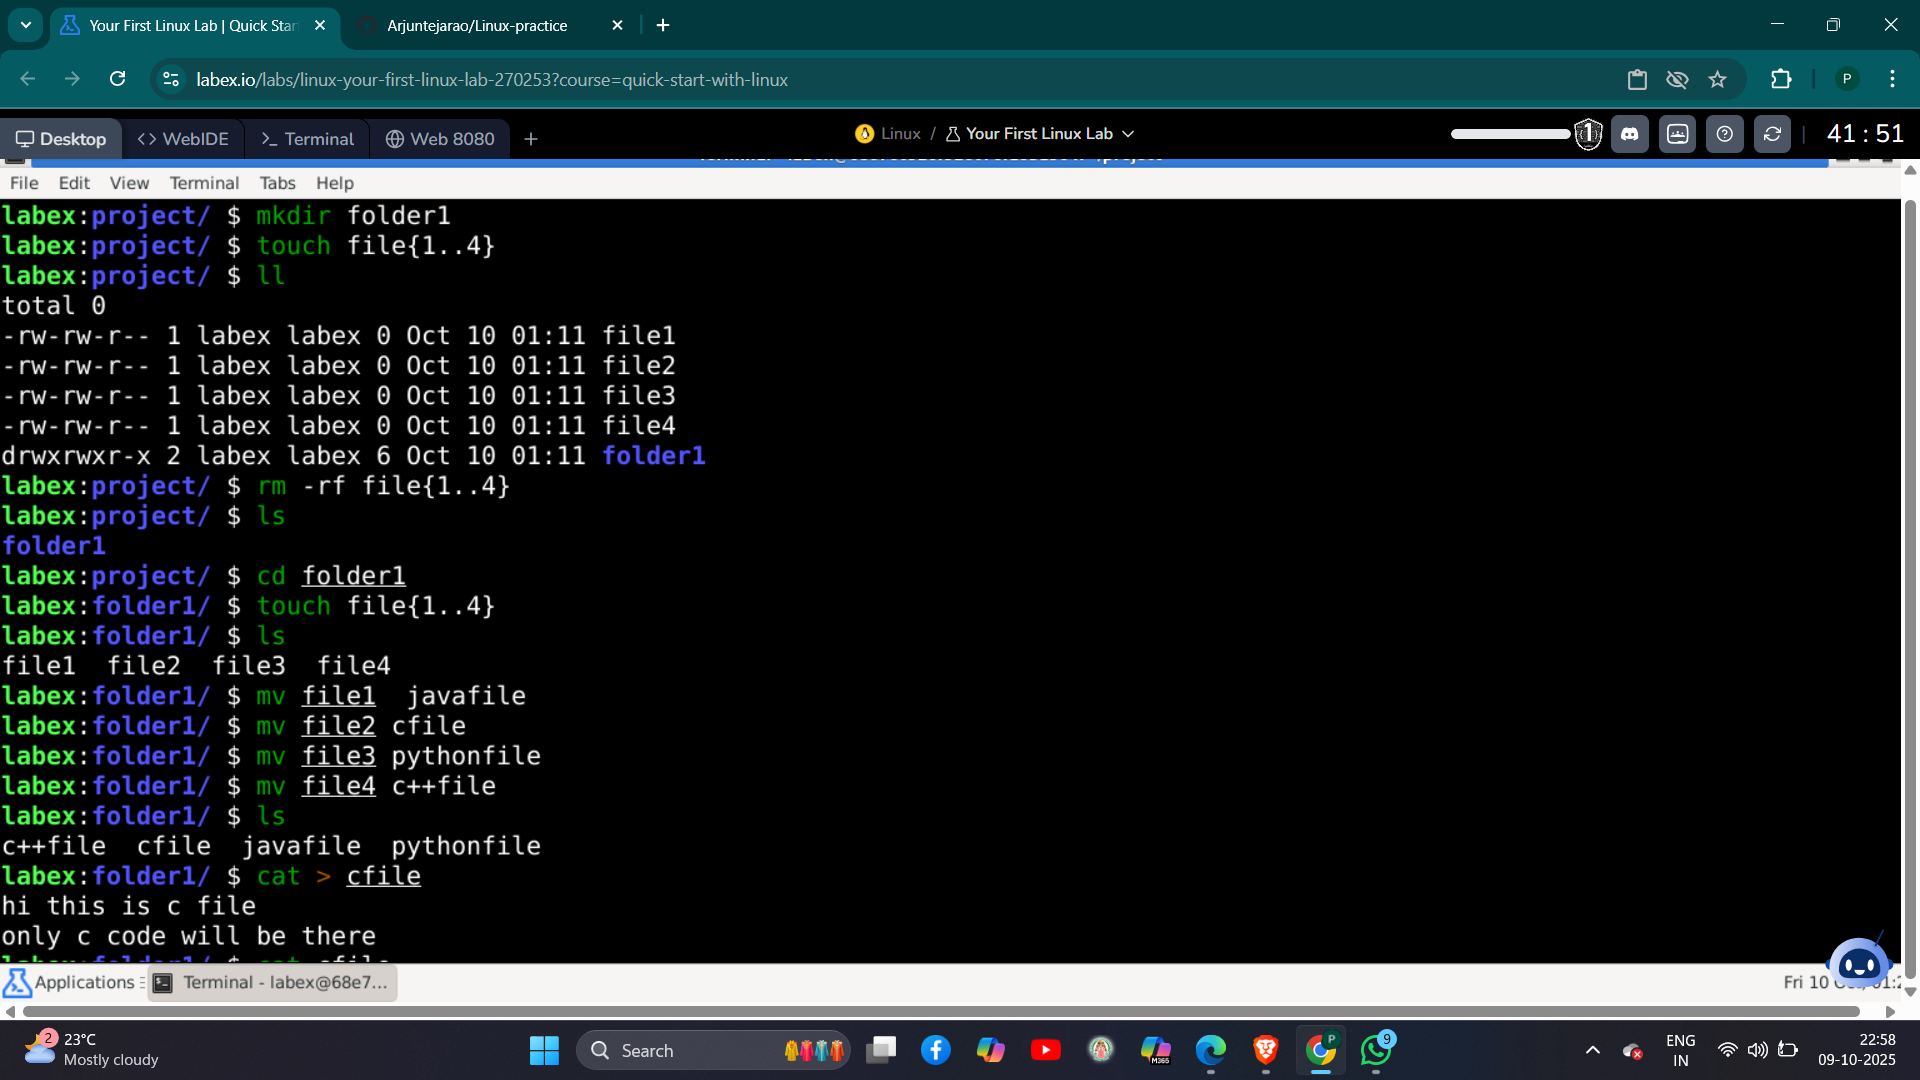 Your First Linux Lab | Quick Star
Arjuntejarao/Linux-practice
labex.io/labs/linux-your-first-linux-lab-270253?course=quick-start-with-linux
P
Desktop
WebIDE
Terminal
Web 8080
Linux / Your First Linux Lab
1
41 : 51
File Edit View Terminal Tabs Help
labex:project/ $ mkdir folder1
labex:project/ $ touch file{1..4}
labex:project/ $ ll
total 0
-rw-rw-r-- 1 labex labex 0 Oct 10 01:11 file1
-rw-rw-r-- 1 labex labex 0 Oct 10 01:11 file2
-rw-rw-r-- 1 labex labex 0 Oct 10 01:11 file3
-rw-rw-r-- 1 labex labex 0 Oct 10 01:11 file4
drwxrwxr-x 2 labex labex 6 Oct 10 01:11 folder1
labex:project/ $ rm -rf file{1..4}
labex:project/ $ ls
folder1
labex:project/ $ cd folder1
labex:folder1/ $ touch file{1..4}
labex:folder1/ $ ls
file1  file2  file3  file4
labex:folder1/ $ mv file1  javafile
labex:folder1/ $ mv file2 cfile
labex:folder1/ $ mv file3 pythonfile
labex:folder1/ $ mv file4 c++file
labex:folder1/ $ ls
c++file  cfile  javafile  pythonfile
labex:folder1/ $ cat > cfile
hi this is c file
only c code will be there
labex:folder1/ $ cat cfile
Applications
Terminal - labex@68e7...
Fri 10
2
23°C
Mostly cloudy
Search
M365
P
9
ENG
IN
22:58
09-10-2025